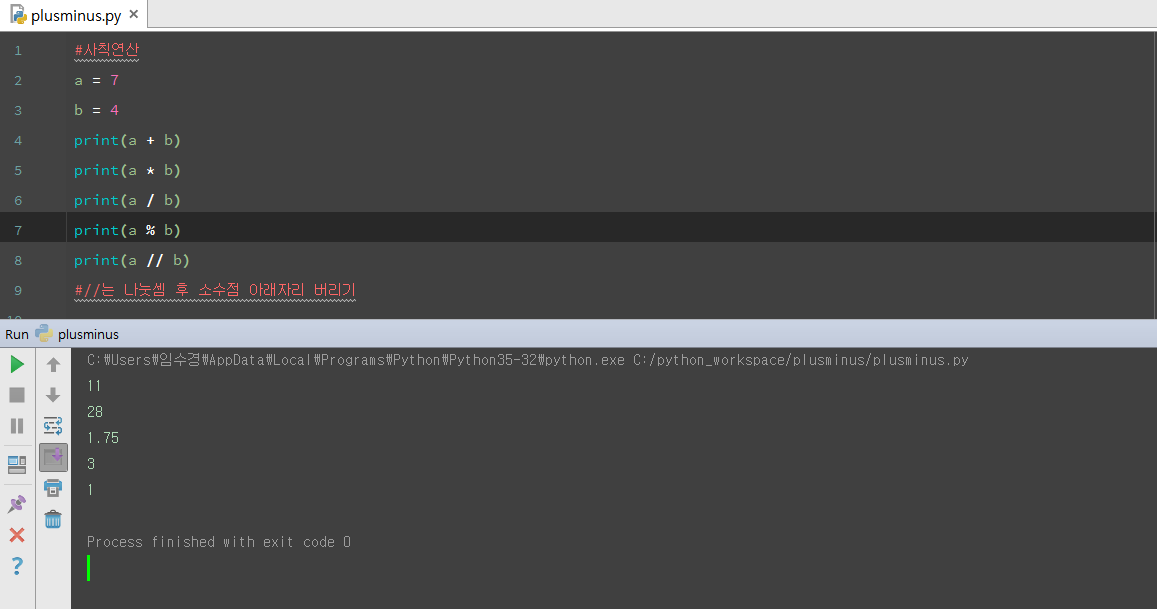 plusminus.py
1 #사칙연산
2 a = 7
3 b = 4
4 print(a + b)
5 print(a * b)
6 print(a / b)
7 print(a % b)
8 print(a // b)
9 #//는 나눗셈 후 소수점 아래자리 버리기
10
Run plusminus
C:\Users\임수경\AppData\Local\Programs\Python\Python35-32\python.exe C:/python_workspace/plusminus/plusminus.py
11
28
1.75
3
1
Process finished with exit code 0